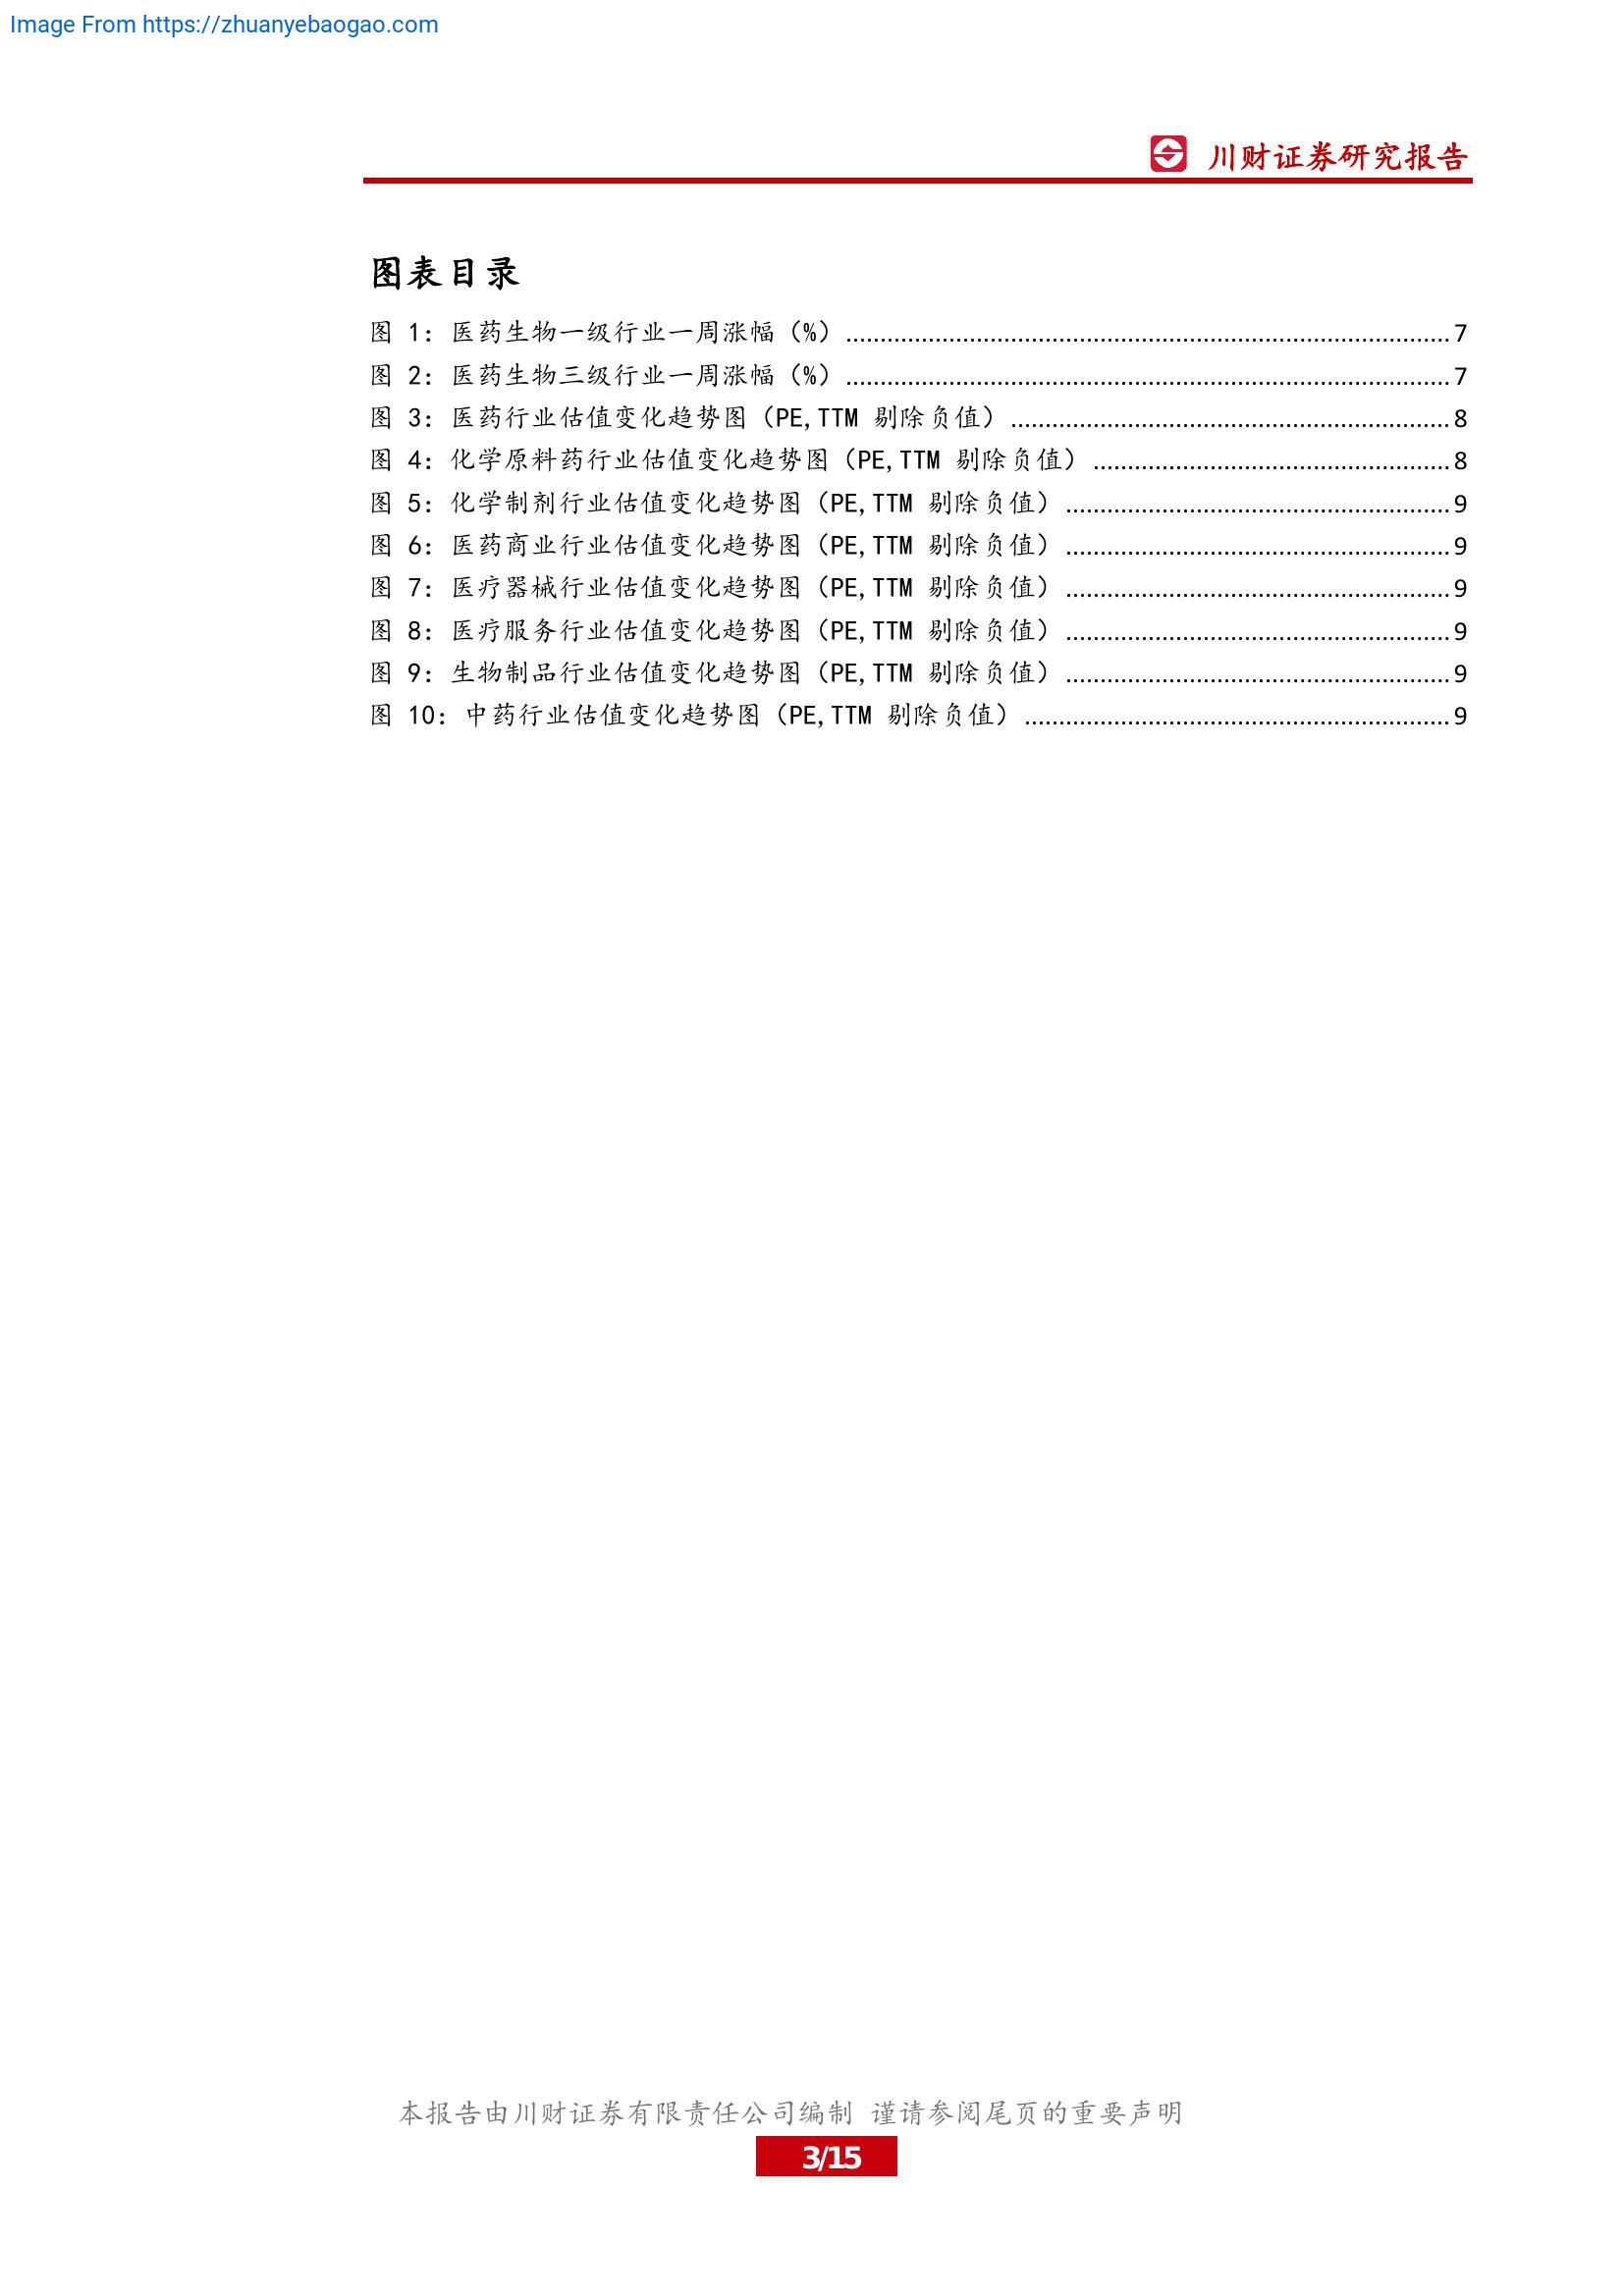 Image From https://zhuanyebaogao.com
川财证券研究报告
图表目录
图 1：医药生物一级行业一周涨幅（%）........................................7
图 2：医药生物三级行业一周涨幅（%）........................................7
图 3：医药行业估值变化趋势图（PE,TTM 剔除负值）........................................8
图 4：化学原料药行业估值变化趋势图（PE,TTM 剔除负值）........................................8
图 5：化学制剂行业估值变化趋势图（PE,TTM 剔除负值）........................................9
图 6：医药商业行业估值变化趋势图（PE,TTM 剔除负值）........................................9
图 7：医疗器械行业估值变化趋势图（PE,TTM 剔除负值）........................................9
图 8：医疗服务行业估值变化趋势图（PE,TTM 剔除负值）........................................9
图 9：生物制品行业估值变化趋势图（PE,TTM 剔除负值）........................................9
图 10：中药行业估值变化趋势图（PE,TTM 剔除负值）........................................9
本报告由川财证券有限责任公司编制 谨请参阅尾页的重要声明
3/15